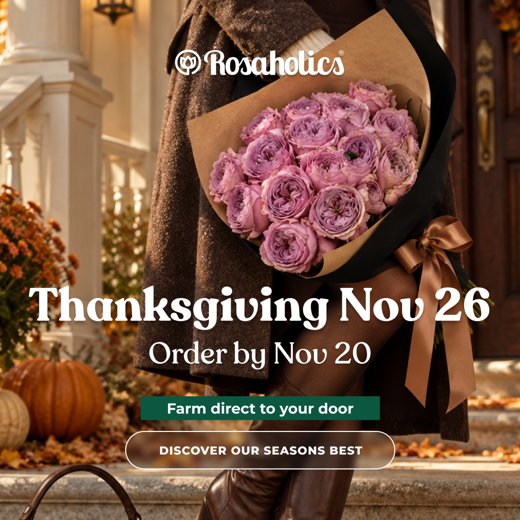 Rosaholics®
Thanksgiving Nov 26
Order by Nov 20
Farm direct to your door
DISCOVER OUR SEASONS BEST